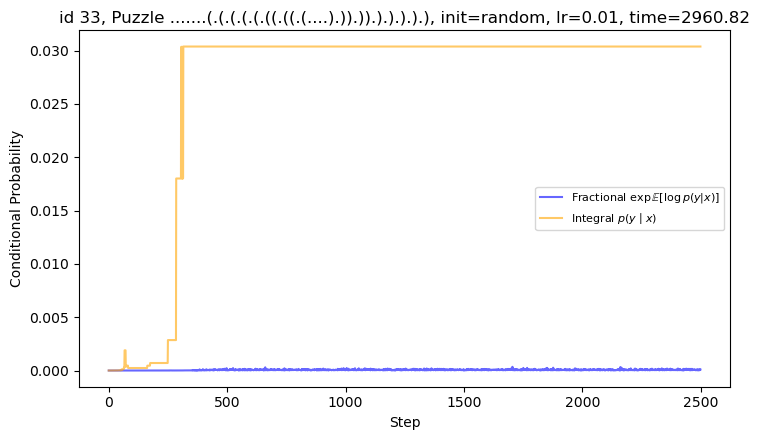 id 33, Puzzle .......(.(.(.(.(.((.((.(.(....).)).)).).).).).).), init=random, lr=0.01, time=2960.82
0.030
0.025
0.020
0.015
0.010
0.005
0.000
Conditional Probability
Fractional exp𝔼[log p(y|x)]
Integral p(y | x)
0
500
1000
1500
2000
2500
Step